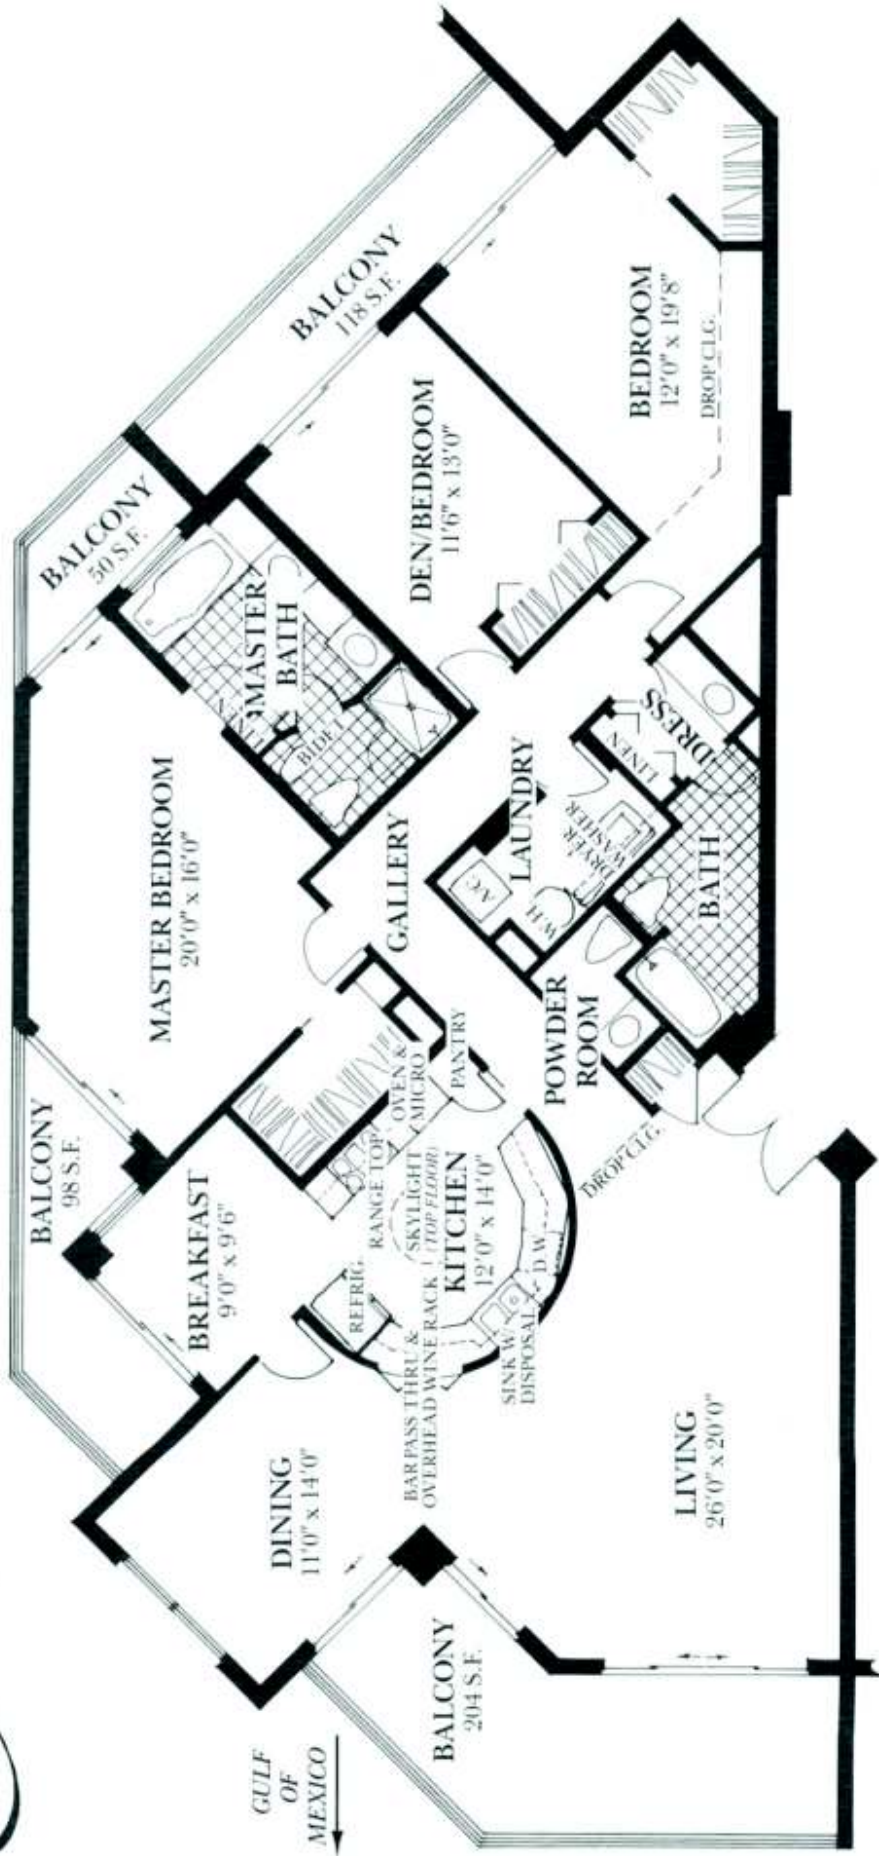 GULF
OF
MEXICO
BALCONY
204 S.F.
DINING
11'0" x 14'0"
LIVING
26'0" x 20'0"
BALCONY
98 S.F.
BREAKFAST
9'0" x 9'6"
REFRIG.
BAR PASS THRU &
OVERHEAD WINE RACK
SINK W/
DISPOSAL
D.W.
KITCHEN
12'0" x 14'0"
SKYLIGHT
(TOP FLOOR)
RANGE TOP
OVEN &
MICRO
PANTRY
DROP CLG.
MASTER BEDROOM
20'0" x 16'0"
GALLERY
POWDER
ROOM
LAUNDRY
A/C
W.H.
DRYER
WASHER
LINEN
BATH
DRESS
MASTER
BATH
LINEN
BIDET
BALCONY
50 S.F.
BALCONY
118 S.F.
DEN/BEDROOM
11'6" x 13'0"
BEDROOM
12'0" x 19'8"
DROP CLG.